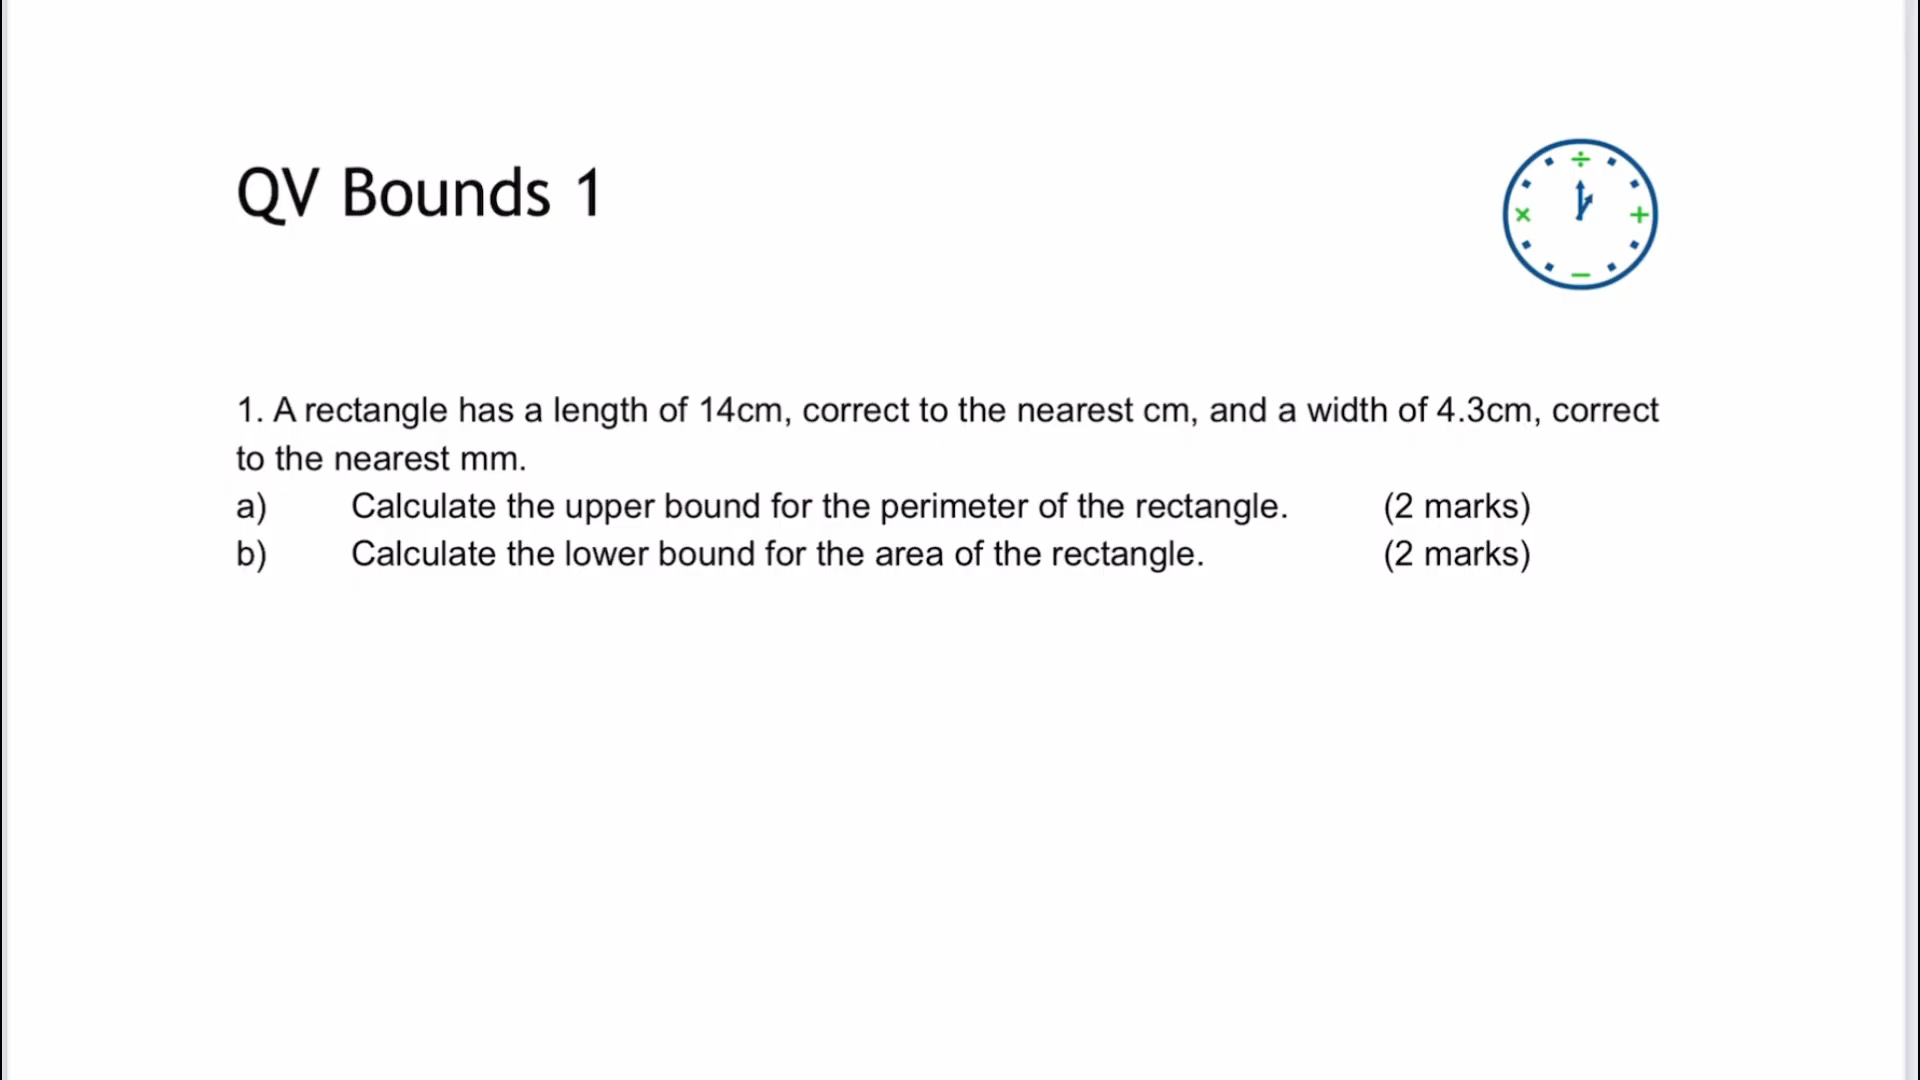 QV Bounds 1
÷
× +
−
1. A rectangle has a length of 14cm, correct to the nearest cm, and a width of 4.3cm, correct
to the nearest mm.
a) Calculate the upper bound for the perimeter of the rectangle. (2 marks)
b) Calculate the lower bound for the area of the rectangle. (2 marks)